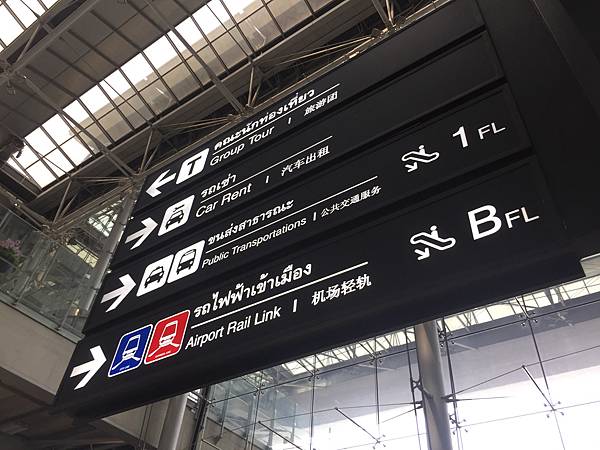 T
คณะนักท่องเที่ยว
Group Tour | 旅游团
รถเช่า
Car Rent | 汽车出租
ขนส่งสาธารณะ
Public Transportations | 公共交通服务
1 FL
รถไฟฟ้าเข้าเมือง
Airport Rail Link | 机场轻轨
B FL